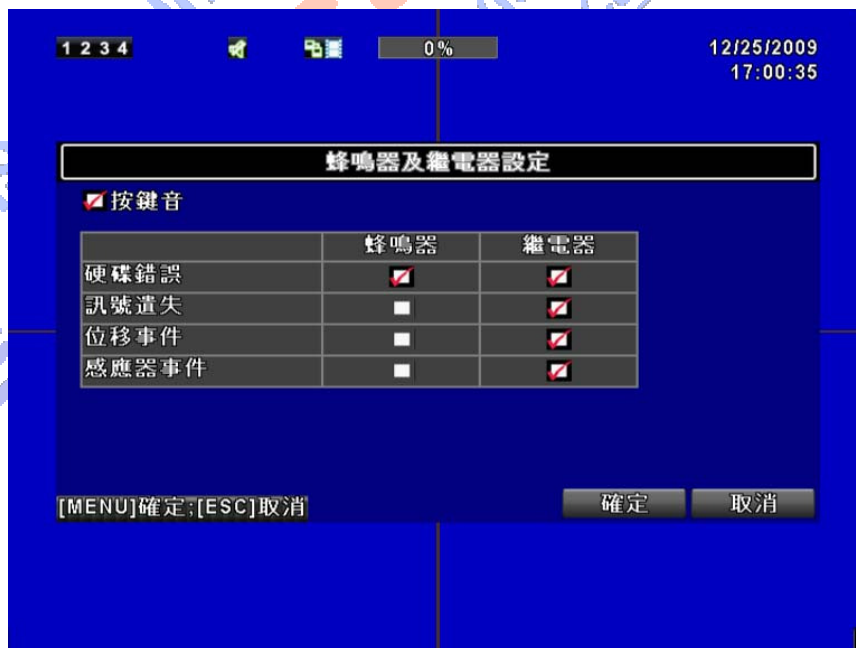 1 2 3 4
0%
12/25/2009
17:00:35
蜂鳴器及繼電器設定
按鍵音
蜂鳴器 繼電器
硬碟錯誤
訊號遺失
位移事件
感應器事件
[MENU]確定;[ESC]取消
確定 取消